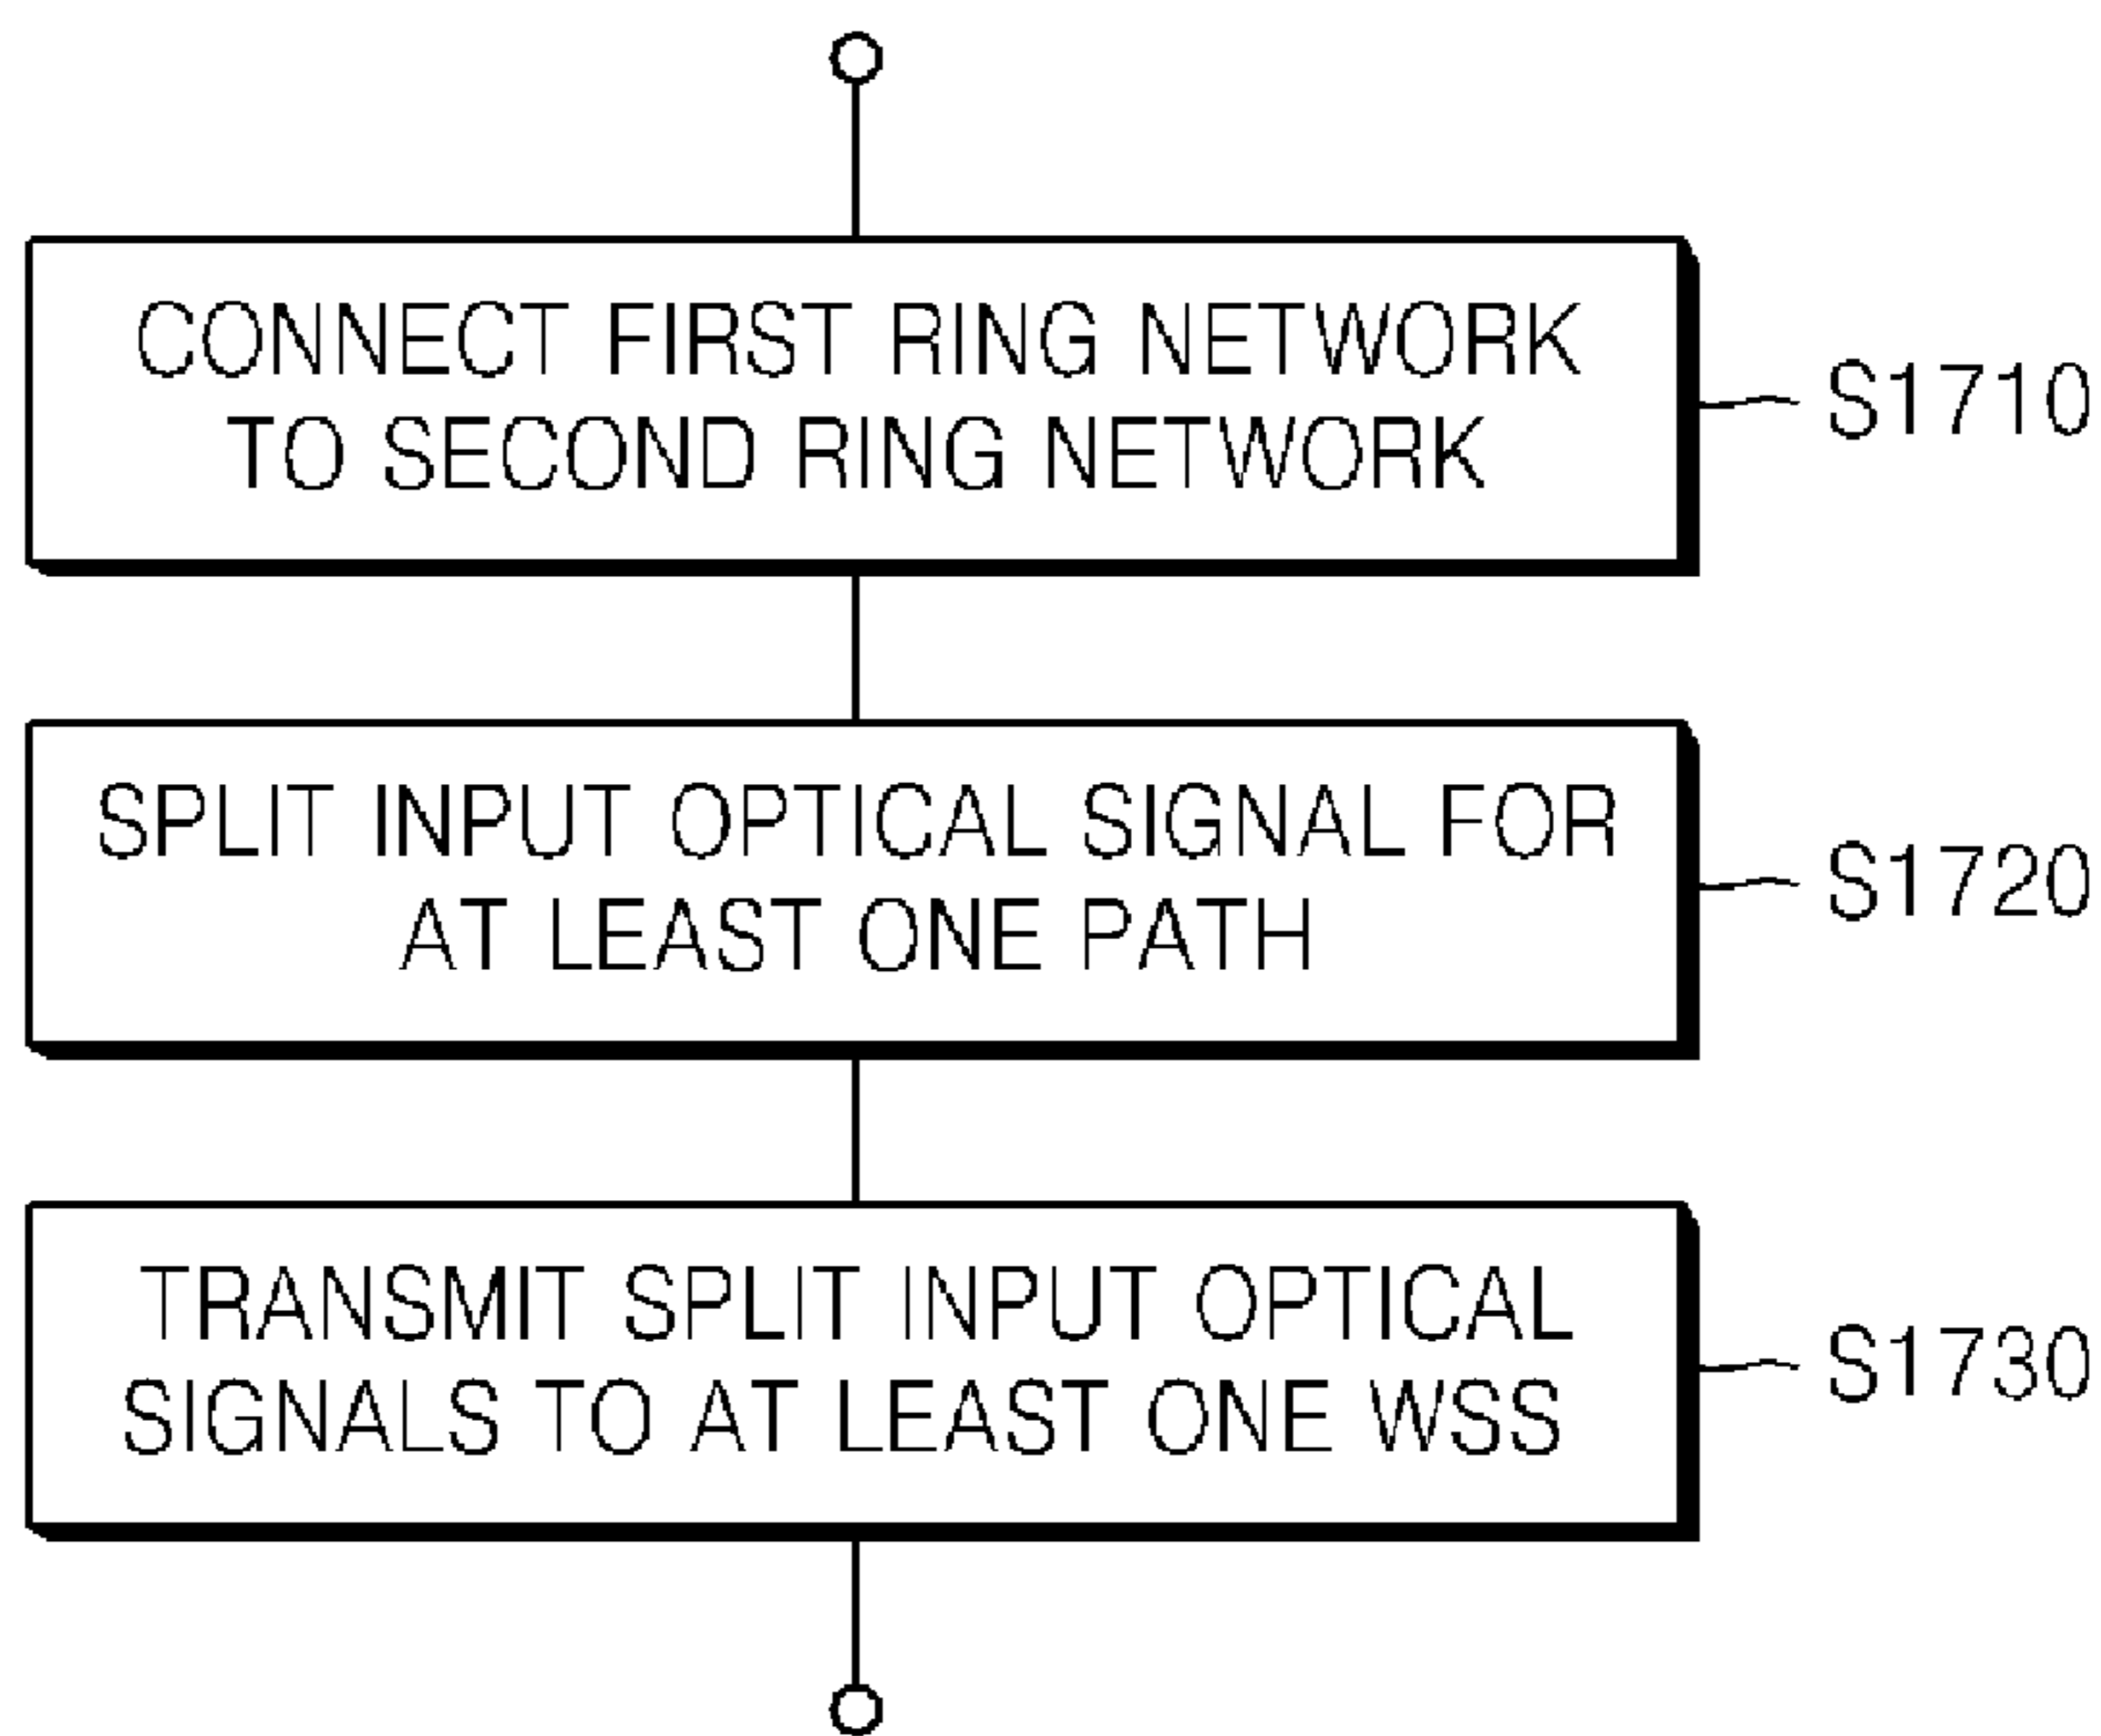 CONNECT FIRST RING NETWORK
TO SECOND RING NETWORK
S1710
SPLIT INPUT OPTICAL SIGNAL FOR
AT LEAST ONE PATH
S1720
TRANSMIT SPLIT INPUT OPTICAL
SIGNALS TO AT LEAST ONE WSS
S1730